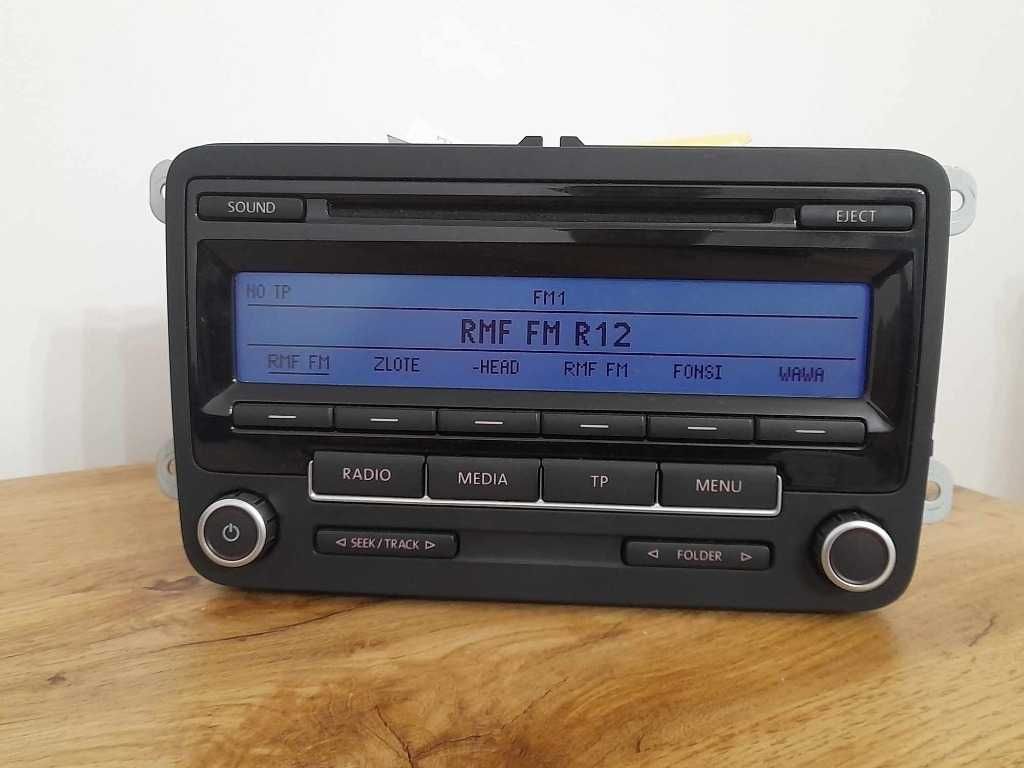 SOUND
EJECT
NO TP
FM1
RMF FM R12
RMF FM ZLOTE -HEAD RMF FM FONSI WAWA
RADIO MEDIA TP MENU
◁ SEEK/TRACK ▷
◁ FOLDER ▷